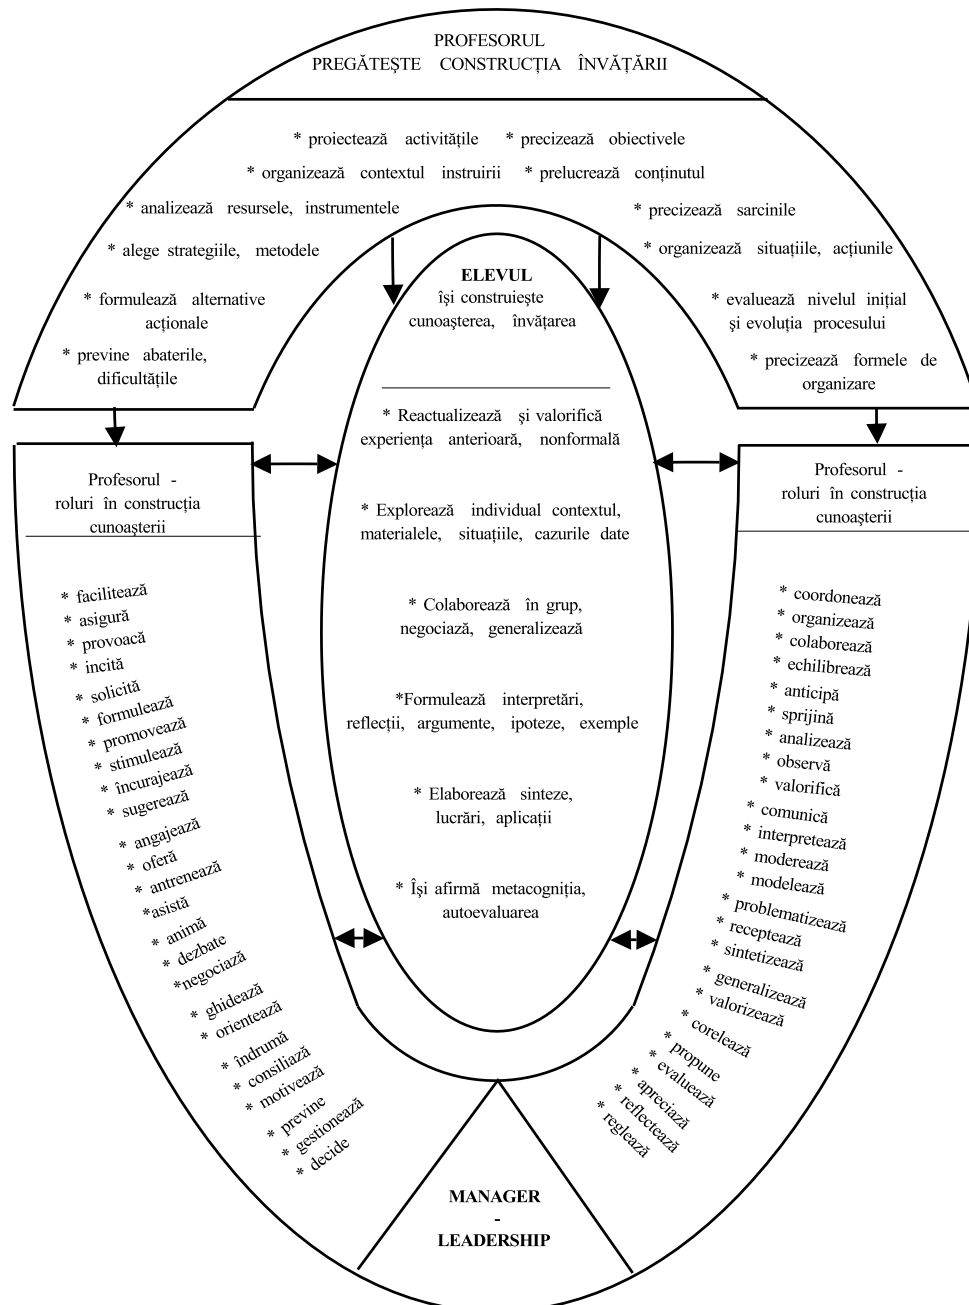 PROFESORUL
PREGĂTEŞTE CONSTRUCŢIA ÎNVĂŢĂRII
* proiectează activităţile * precizează obiectivele
* organizează contextul instruirii * prelucrează conţinutul
* analizează resursele, instrumentele
* precizează sarcinile
* alege strategiile, metodele
* organizează situaţiile, acţiunile
* formulează alternative
acţionale
* evaluează nivelul iniţial
şi evoluţia procesului
* previne abaterile,
dificultăţile
* precizează formele de
organizare
ELEVUL
îşi construieşte
cunoaşterea, învăţarea
* Reactualizează şi valorifică
experienţa anterioară, nonformală
* Explorează individual contextul,
materialele, situaţiile, cazurile date
* Colaborează în grup,
negociază, generalizează
*Formulează interpretări,
reflecţii, argumente, ipoteze, exemple
* Elaborează sinteze,
lucrări, aplicaţii
* Îşi afirmă metacogniţia,
autoevaluarea
Profesorul -
roluri în construcţia
cunoaşterii
* facilitează
* asigură
* provoacă
* incită
* solicită
* formulează
* promovează
* stimulează
* încurajează
* sugerează
* angajează
* oferă
* antrenează
*asistă
* animă
* dezbate
*negociază
* ghidează
* orientează
* îndrumă
* consiliază
* motivează
* previne
* gestionează
* decide
Profesorul -
roluri în construcţia
cunoaşterii
* coordonează
* organizează
* colaborează
* echilibrează
* anticipă
* sprijină
* analizează
* observă
* valorifică
* comunică
* interpretează
* moderează
* modelează
* problematizează
* receptează
* sintetizează
* generalizează
* valorizează
* corelează
* propune
* evaluează
* apreciază
* reflectează
* reglează
MANAGER
-
LEADERSHIP